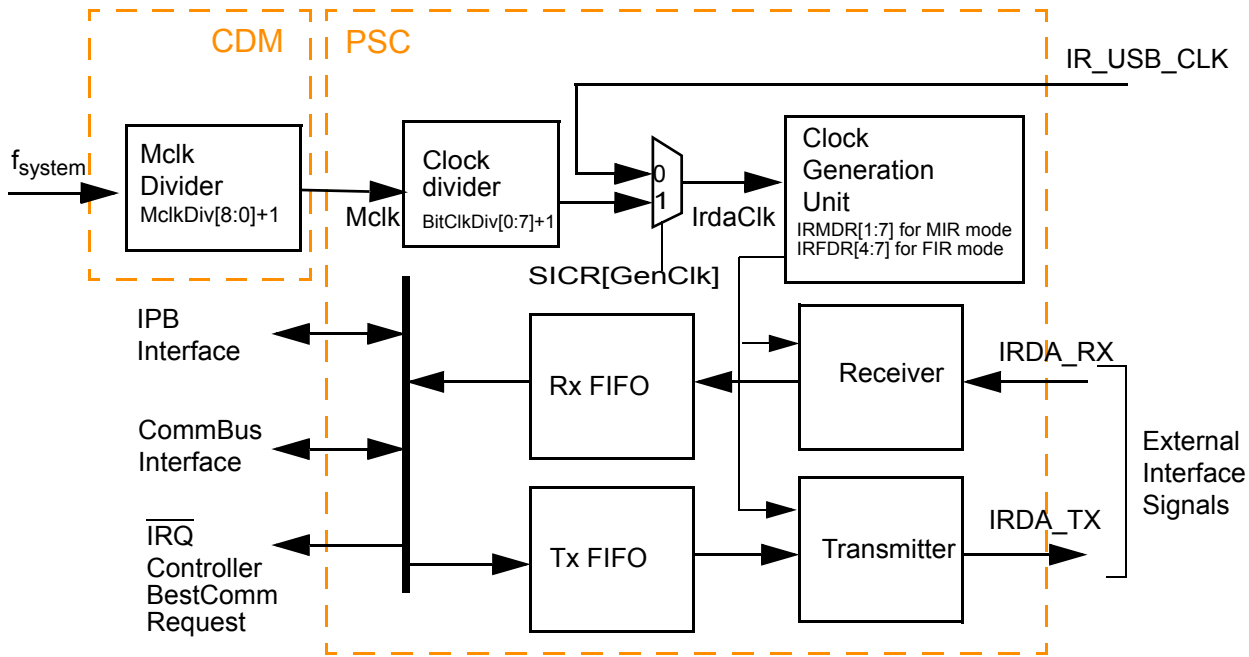 CDM
PSC
IR_USB_CLK
fsystem
Mclk
Divider
MclkDiv[8:0]+1
Mclk
Clock
divider
BitClkDiv[0:7]+1
0
1
IrdaClk
SICR[GenClk]
Clock
Generation
Unit
IRMDR[1:7] for MIR mode
IRFDR[4:7] for FIR mode
IPB
Interface
CommBus
Interface
IRQ
Controller
BestComm
Request
Rx FIFO
Receiver
IRDA_RX
Tx FIFO
Transmitter
IRDA_TX
External
Interface
Signals